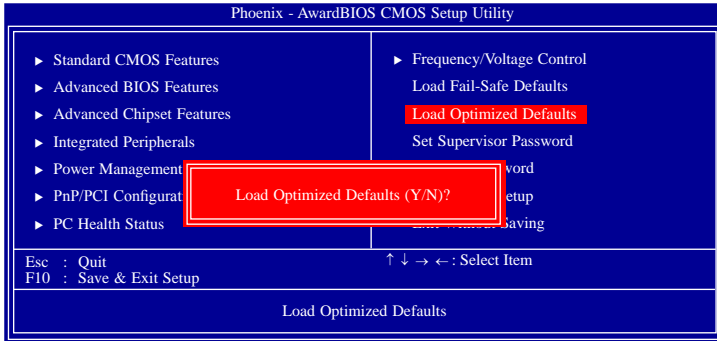 Phoenix - AwardBIOS CMOS Setup Utility
► Standard CMOS Features
► Advanced BIOS Features
► Advanced Chipset Features
► Integrated Peripherals
► Power Management
► PnP/PCI Configurat
► PC Health Status
► Frequency/Voltage Control
Load Fail-Safe Defaults
Load Optimized Defaults
Set Supervisor Password
Load Optimized Defaults (Y/N)?
Esc : Quit
F10 : Save & Exit Setup
↑ ↓ → ← : Select Item
Load Optimized Defaults